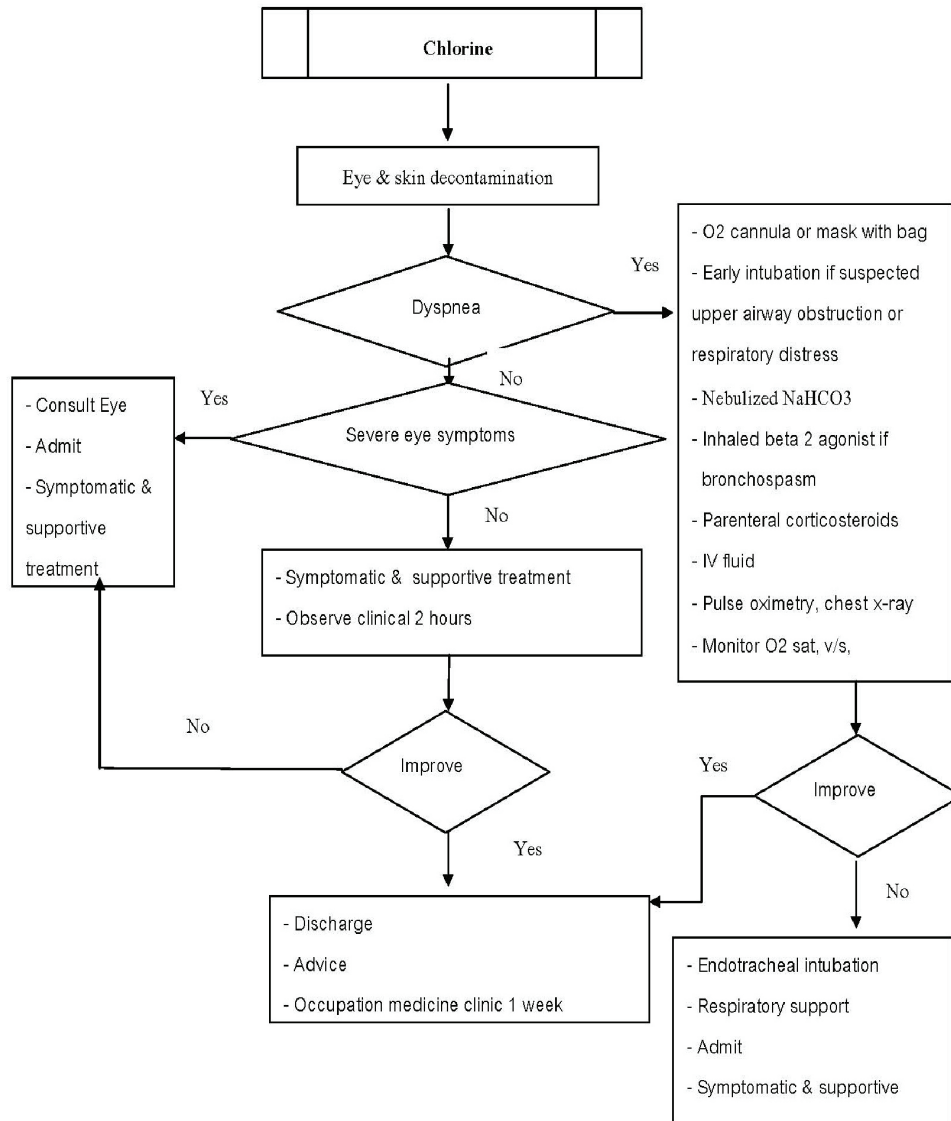 Chlorine
Eye & skin decontamination
Dyspnea
Yes
- O2 cannula or mask with bag
- Early intubation if suspected
upper airway obstruction or
respiratory distress
- Nebulized NaHCO3
- Inhaled beta 2 agonist if
bronchospasm
- Parenteral corticosteroids
- IV fluid
- Pulse oximetry, chest x-ray
- Monitor O2 sat, v/s,
No
Severe eye symptoms
Yes
- Consult Eye
- Admit
- Symptomatic &
supportive
treatment
No
- Symptomatic & supportive treatment
- Observe clinical 2 hours
Improve
No
Yes
Improve
Yes
No
- Discharge
- Advice
- Occupation medicine clinic 1 week
- Endotracheal intubation
- Respiratory support
- Admit
- Symptomatic & supportive